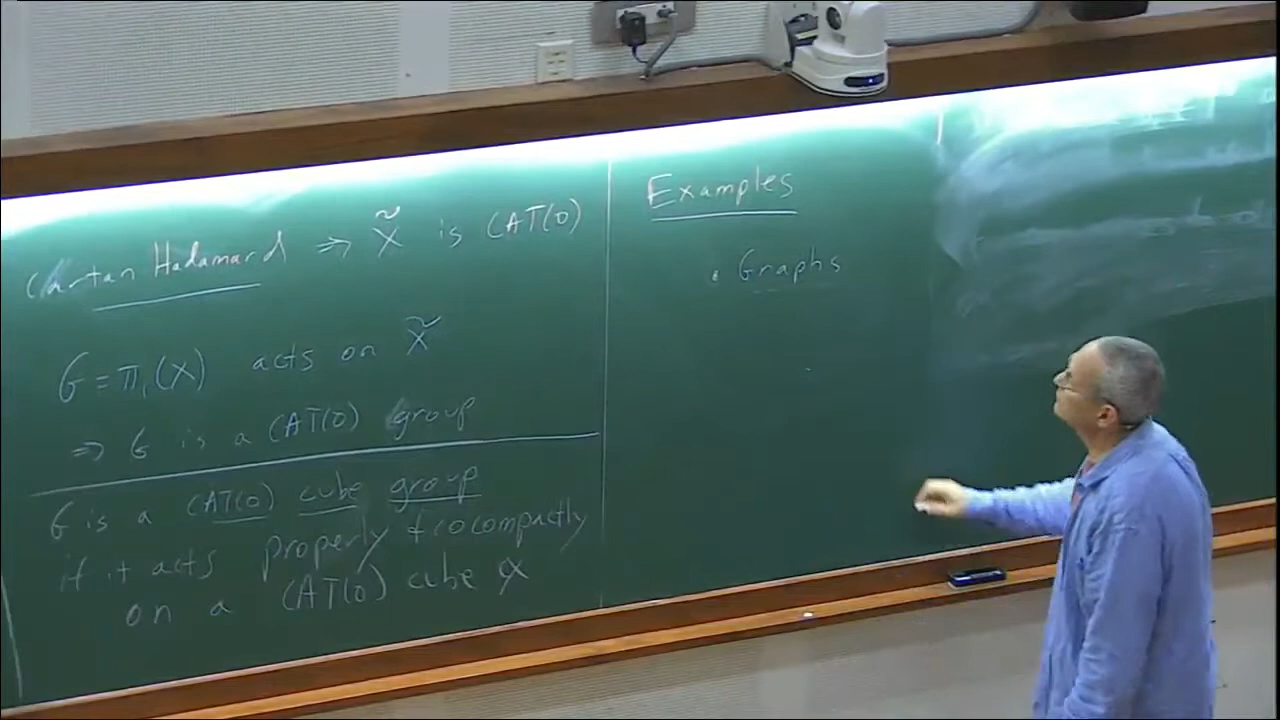 Cartan Hadamard ⇒ X̃ is CAT(0)
G = π₁(X) acts on X̃
⇒ G is a CAT(0) group
G is a CAT(0) cube group
if it acts properly + cocompactly
on a CAT(0) cube cx
Examples
• Graphs